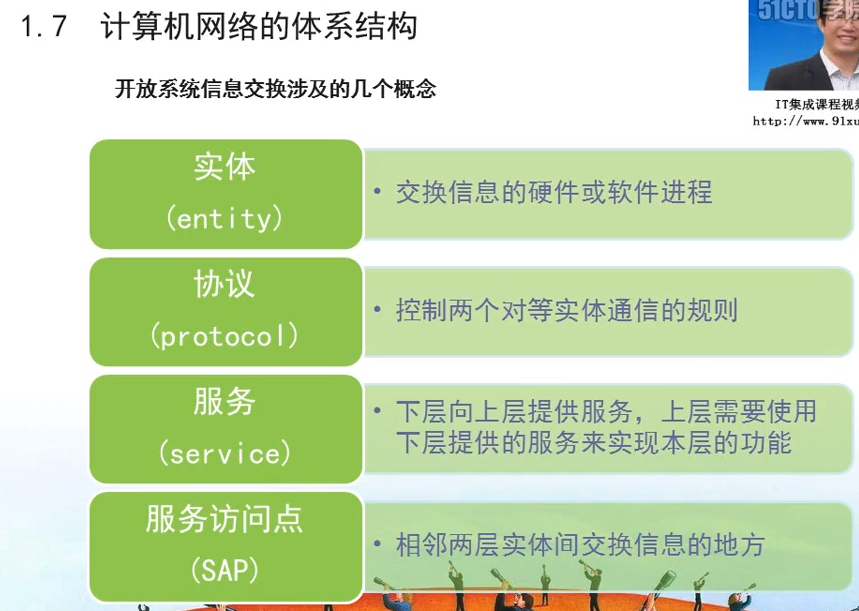 1.7 计算机网络的体系结构
51CTO学院
开放系统信息交换涉及的几个概念
IT集成课程视频
http://www.91xu
实体
(entity)
• 交换信息的硬件或软件进程
协议
(protocol)
• 控制两个对等实体通信的规则
服务
(service)
• 下层向上层提供服务，上层需要使用
下层提供的服务来实现本层的功能
服务访问点
(SAP)
• 相邻两层实体间交换信息的地方